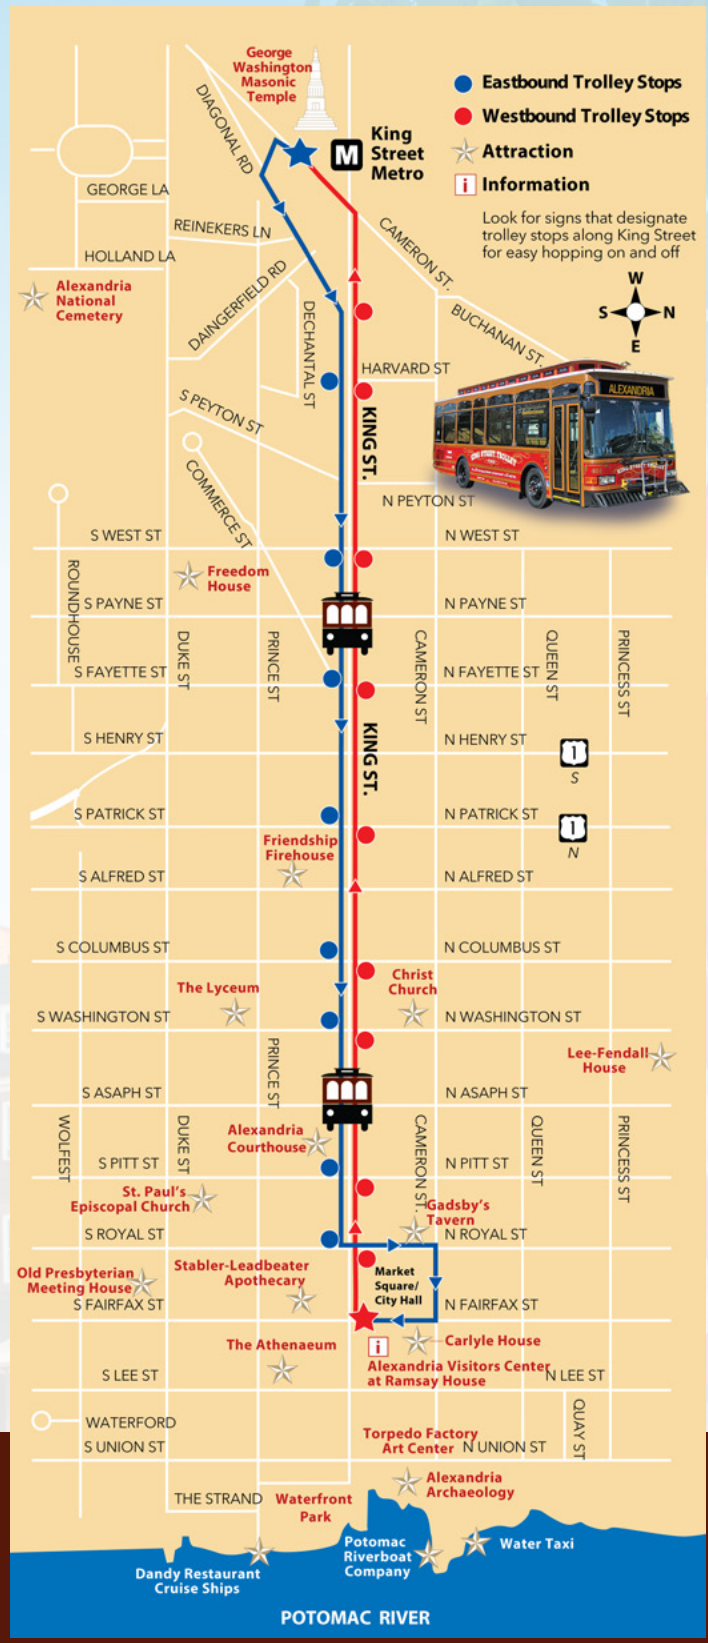 George
Washington
Masonic
Temple
Eastbound Trolley Stops
Westbound Trolley Stops
Attraction
i Information
Look for signs that designate
trolley stops along King Street
for easy hopping on and off
W
S N
E
M
King
Street
Metro
DIAGONAL RD
GEORGE LA
REINEKERS LN
HOLLAND LA
CAMERON ST.
BUCHANAN ST.
Alexandria
National
Cemetery
DAINGERFIELD RD
DECHANTAL ST
HARVARD ST
ALEXANDRIA
KING STREET TROLLEY
S PEYTON ST
KING ST.
COMMERCE ST
N PEYTON ST
S WEST ST
N WEST ST
ROUNDHOUSE
Freedom
House
S PAYNE ST
N PAYNE ST
DUKE ST
PRINCE ST
CAMERON ST
QUEEN ST
PRINCESS ST
S FAYETTE ST
N FAYETTE ST
S HENRY ST
KING ST.
N HENRY ST
1
S
S PATRICK ST
N PATRICK ST
1
N
Friendship
Firehouse
S ALFRED ST
N ALFRED ST
S COLUMBUS ST
N COLUMBUS ST
The Lyceum
Christ
Church
S WASHINGTON ST
N WASHINGTON ST
Lee-Fendall
House
PRINCE ST
S ASAPH ST
N ASAPH ST
WOLFEST
DUKE ST
Alexandria
Courthouse
CAMERON ST.
QUEEN ST
PRINCESS ST
S PITT ST
N PITT ST
St. Paul's
Episcopal Church
Gadsby's
Tavern
S ROYAL ST
N ROYAL ST
Old Presbyterian
Meeting House
Stabler-Leadbeater
Apothecary
Market
Square/
City Hall
S FAIRFAX ST
N FAIRFAX ST
The Athenaeum
i
Carlyle House
Alexandria Visitors Center
at Ramsay House
S LEE ST
N LEE ST
WATERFORD
QUAY ST
S UNION ST
Torpedo Factory
Art Center
N UNION ST
THE STRAND
Waterfront
Park
Alexandria
Archaeology
Dandy Restaurant
Cruise Ships
Potomac
Riverboat
Company
Water Taxi
POTOMAC RIVER